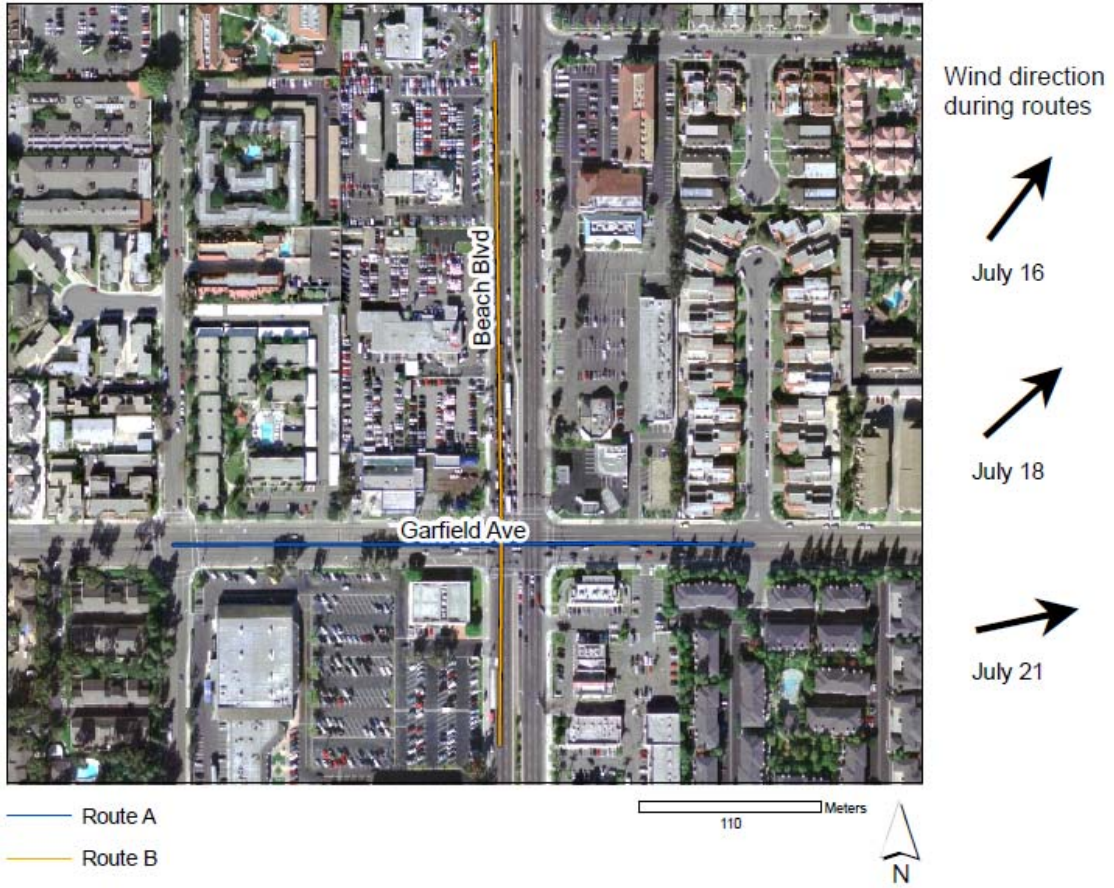 Wind direction
during routes
July 16
Beach Blvd
July 18
Garfield Ave
July 21
Route A
Meters
110
Route B
N